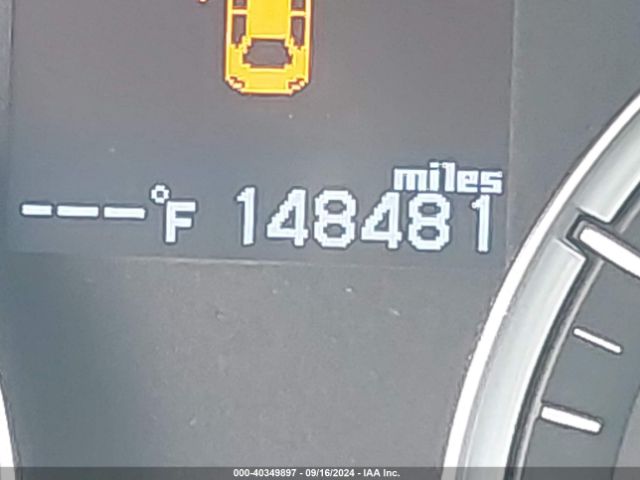 miles
---°F 148481
000-40349897 - 09/16/2024 - IAA Inc.